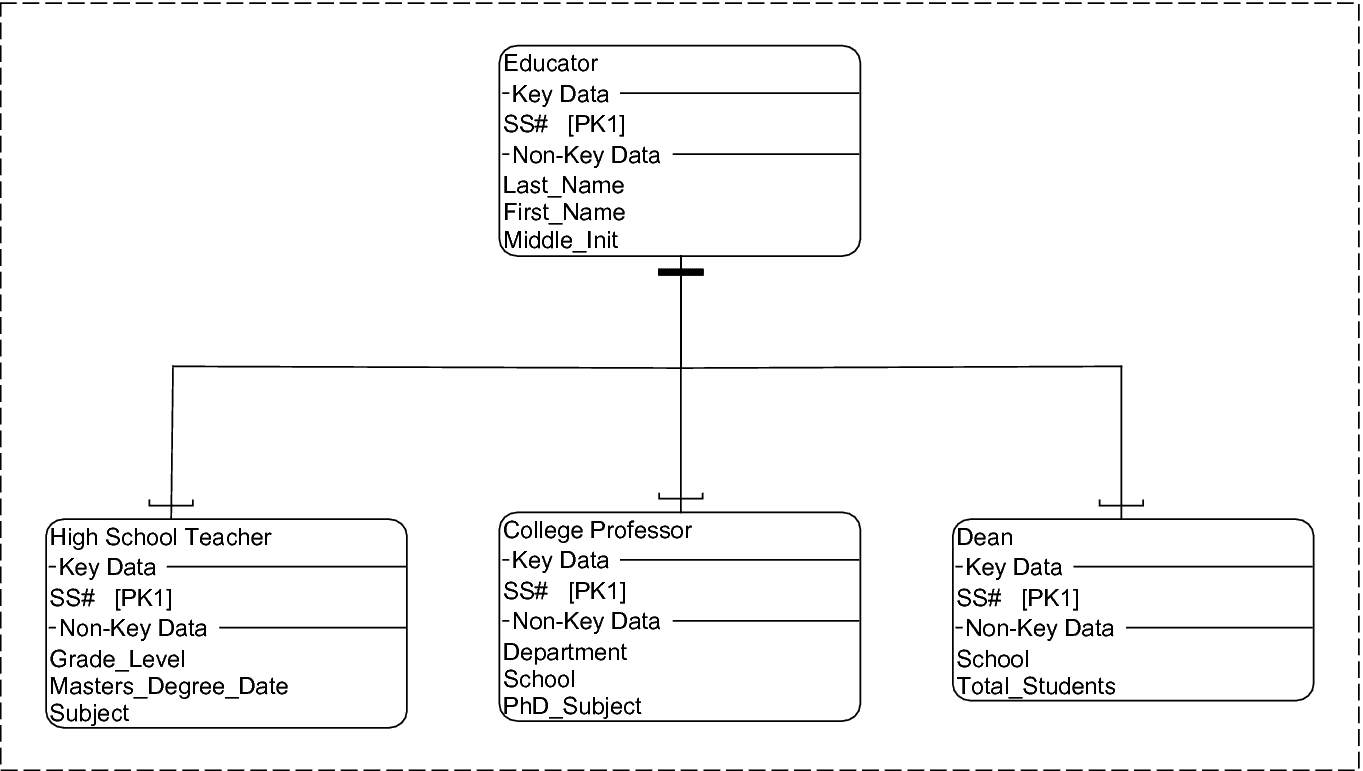 Educator
-Key Data
SS# [PK1]
-Non-Key Data
Last_Name
First_Name
Middle_Init
High School Teacher
-Key Data
SS# [PK1]
-Non-Key Data
Grade_Level
Masters_Degree_Date
Subject
College Professor
-Key Data
SS# [PK1]
-Non-Key Data
Department
School
PhD_Subject
Dean
-Key Data
SS# [PK1]
-Non-Key Data
School
Total_Students